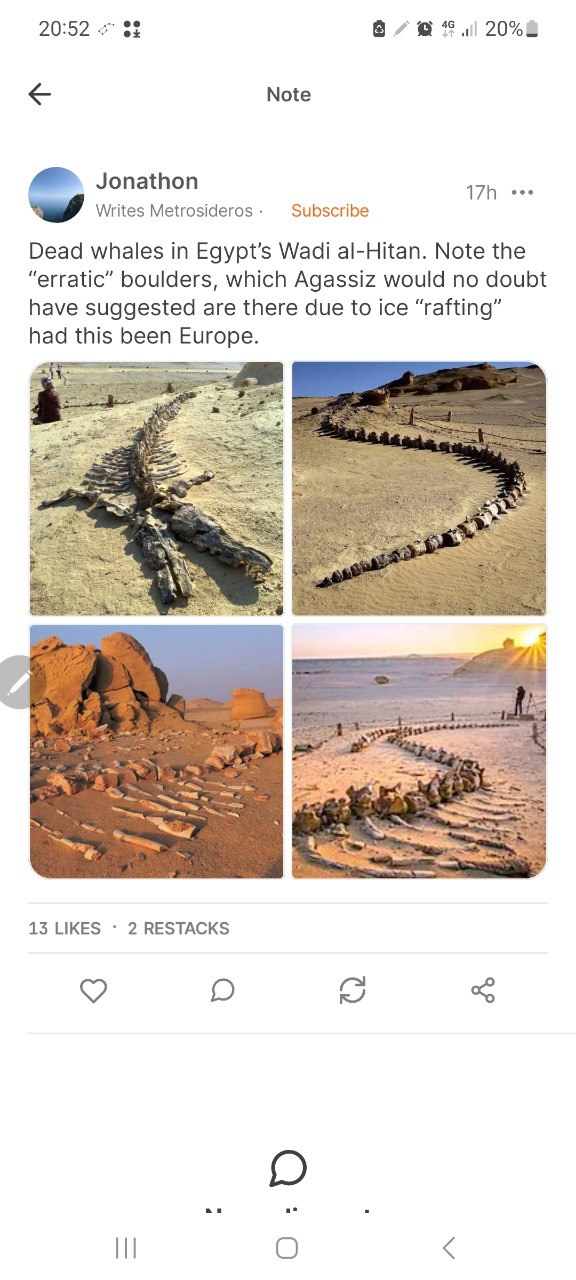 20:52 4G 20%
Note
Jonathon 17h
Writes Metrosideros · Subscribe
Dead whales in Egypt’s Wadi al-Hitan. Note the
“erratic” boulders, which Agassiz would no doubt
have suggested are there due to ice “rafting”
had this been Europe.
13 LIKES · 2 RESTACKS